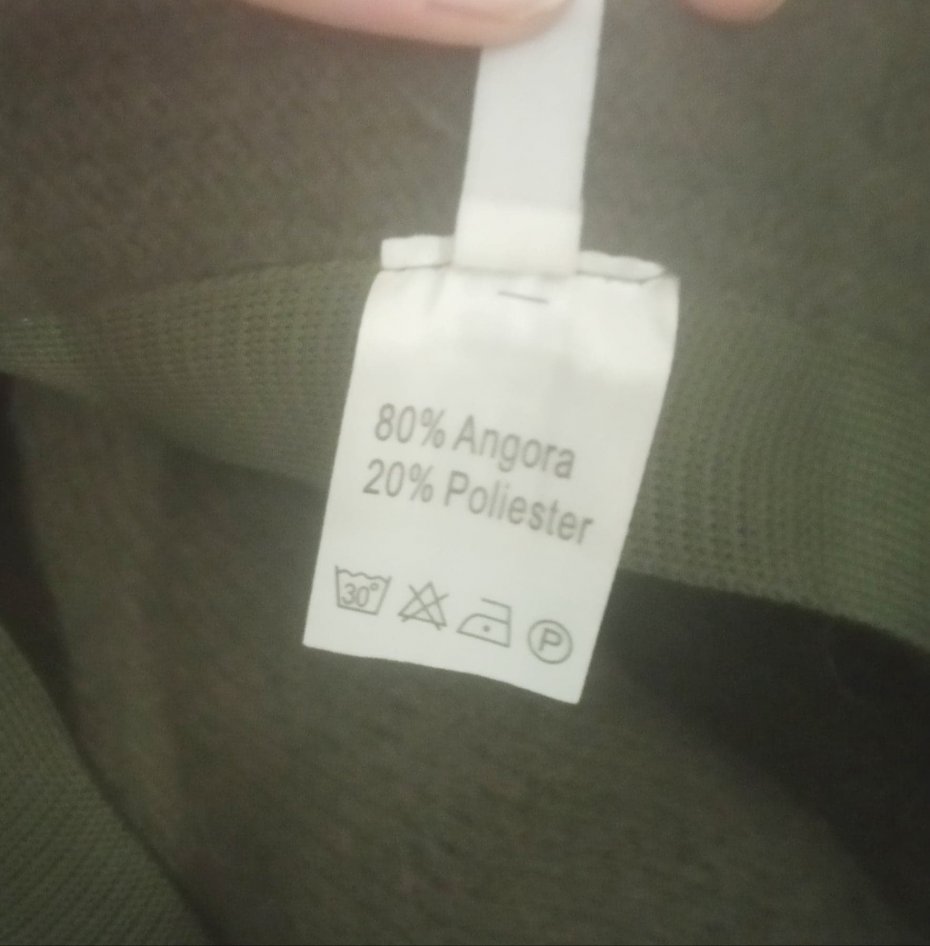 80% Angora
20% Poliester
30° P